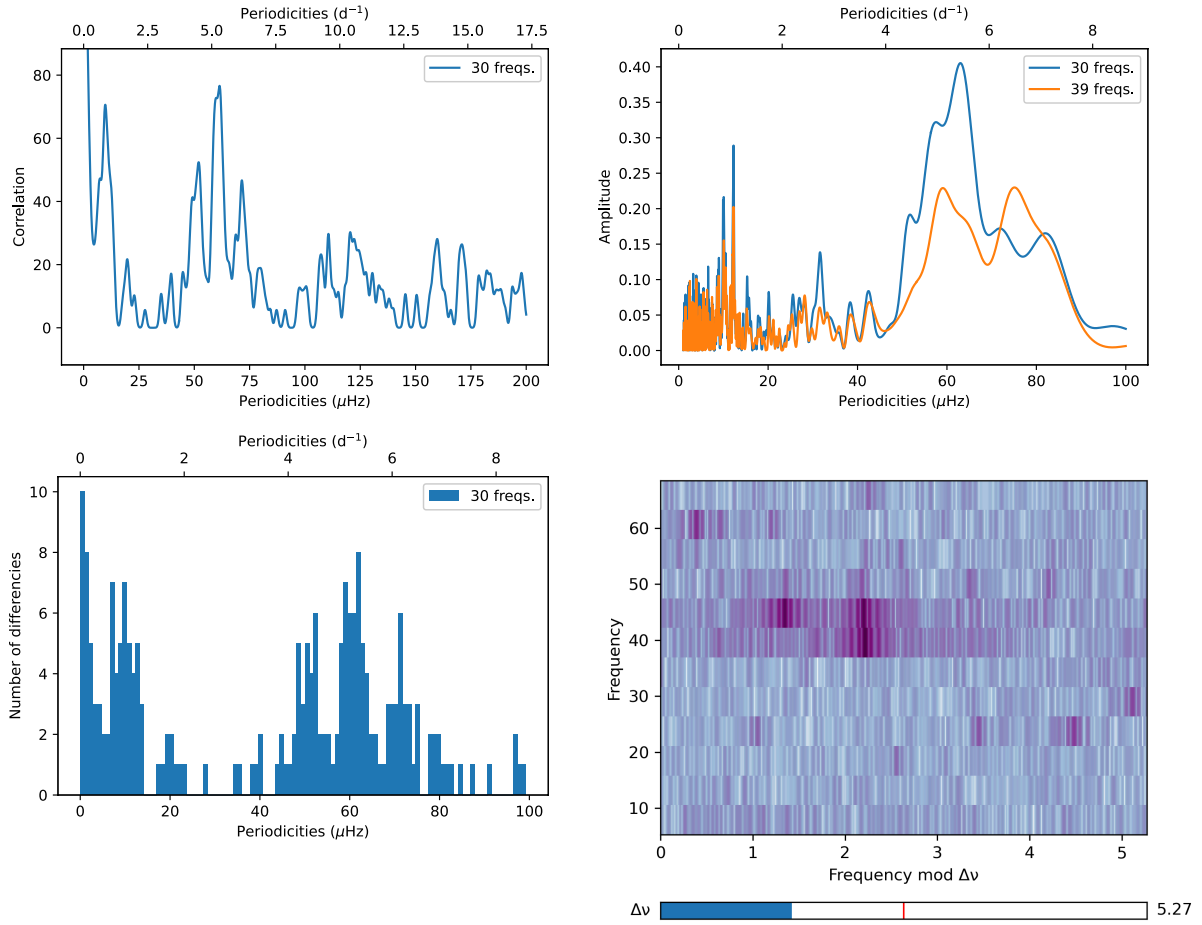 Periodicities (d⁻¹)
0.0 2.5 5.0 7.5 10.0 12.5 15.0 17.5
30 freqs.
Correlation
80
60
40
20
0
0 25 50 75 100 125 150 175 200
Periodicities (μHz)
Periodicities (d⁻¹)
0 2 4 6 8
30 freqs.
39 freqs.
Amplitude
0.40
0.35
0.30
0.25
0.20
0.15
0.10
0.05
0.00
0 20 40 60 80 100
Periodicities (μHz)
Periodicities (d⁻¹)
0 2 4 6 8
30 freqs.
Number of differencies
10
8
6
4
2
0
0 20 40 60 80 100
Periodicities (μHz)
Frequency
60
50
40
30
20
10
0 1 2 3 4 5
Frequency mod Δν
Δν 5.27